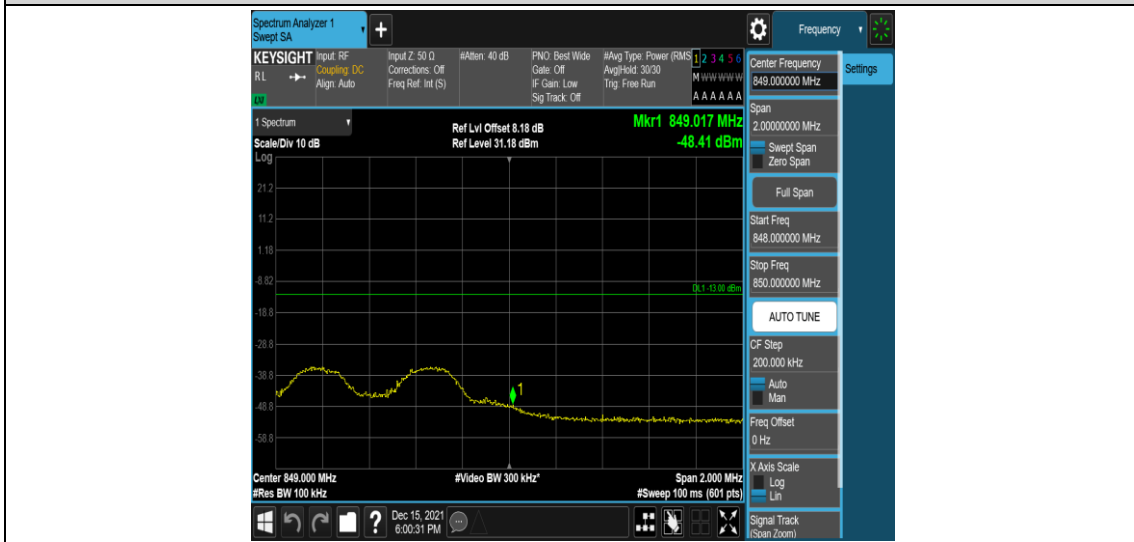 Spectrum Analyzer 1
Swept SA
+
Frequency
KEYSIGHT
RL
LXI
Input: RF
Coupling: DC
Align: Auto
Input Z: 50 Ω
Corrections: Off
Freq Ref: Int (S)
#Atten: 40 dB
PNO: Best Wide
Gate: Off
IF Gain: Low
Sig Track: Off
#Avg Type: Power (RMS
Avg|Hold: 30/30
Trig: Free Run
1 2 3 4 5 6
M W W W W W
A A A A A A
1 Spectrum
Scale/Div 10 dB
Log
Ref Lvl Offset 8.18 dB
Ref Level 31.18 dBm
Mkr1 849.017 MHz
-48.41 dBm
21.2
11.2
1.18
-8.82
DL1 -13.00 dBm
-18.8
-28.8
-38.8
1
-48.8
-58.8
Center 849.000 MHz
#Video BW 300 kHz*
Span 2.000 MHz
#Res BW 100 kHz
#Sweep 100 ms (601 pts)
?
Dec 15, 2021
6:00:31 PM
Center Frequency
849.000000 MHz
Settings
Span
2.00000000 MHz
Swept Span
Zero Span
Full Span
Start Freq
848.000000 MHz
Stop Freq
850.000000 MHz
AUTO TUNE
CF Step
200.000 kHz
Auto
Man
Freq Offset
0 Hz
X Axis Scale
Log
Lin
Signal Track
(Span Zoom)